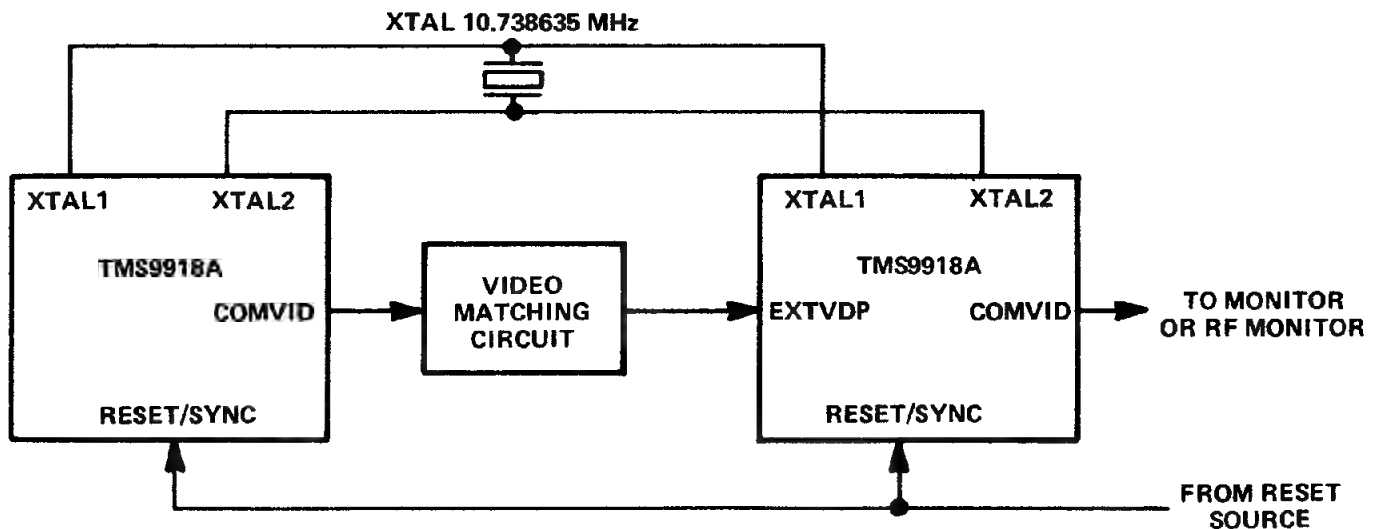 XTAL 10.738635 MHz
XTAL1 XTAL2
TMS9918A
COMVID
RESET/SYNC
VIDEO
MATCHING
CIRCUIT
XTAL1 XTAL2
TMS9918A
EXTVDP COMVID
RESET/SYNC
TO MONITOR
OR RF MONITOR
FROM RESET
SOURCE